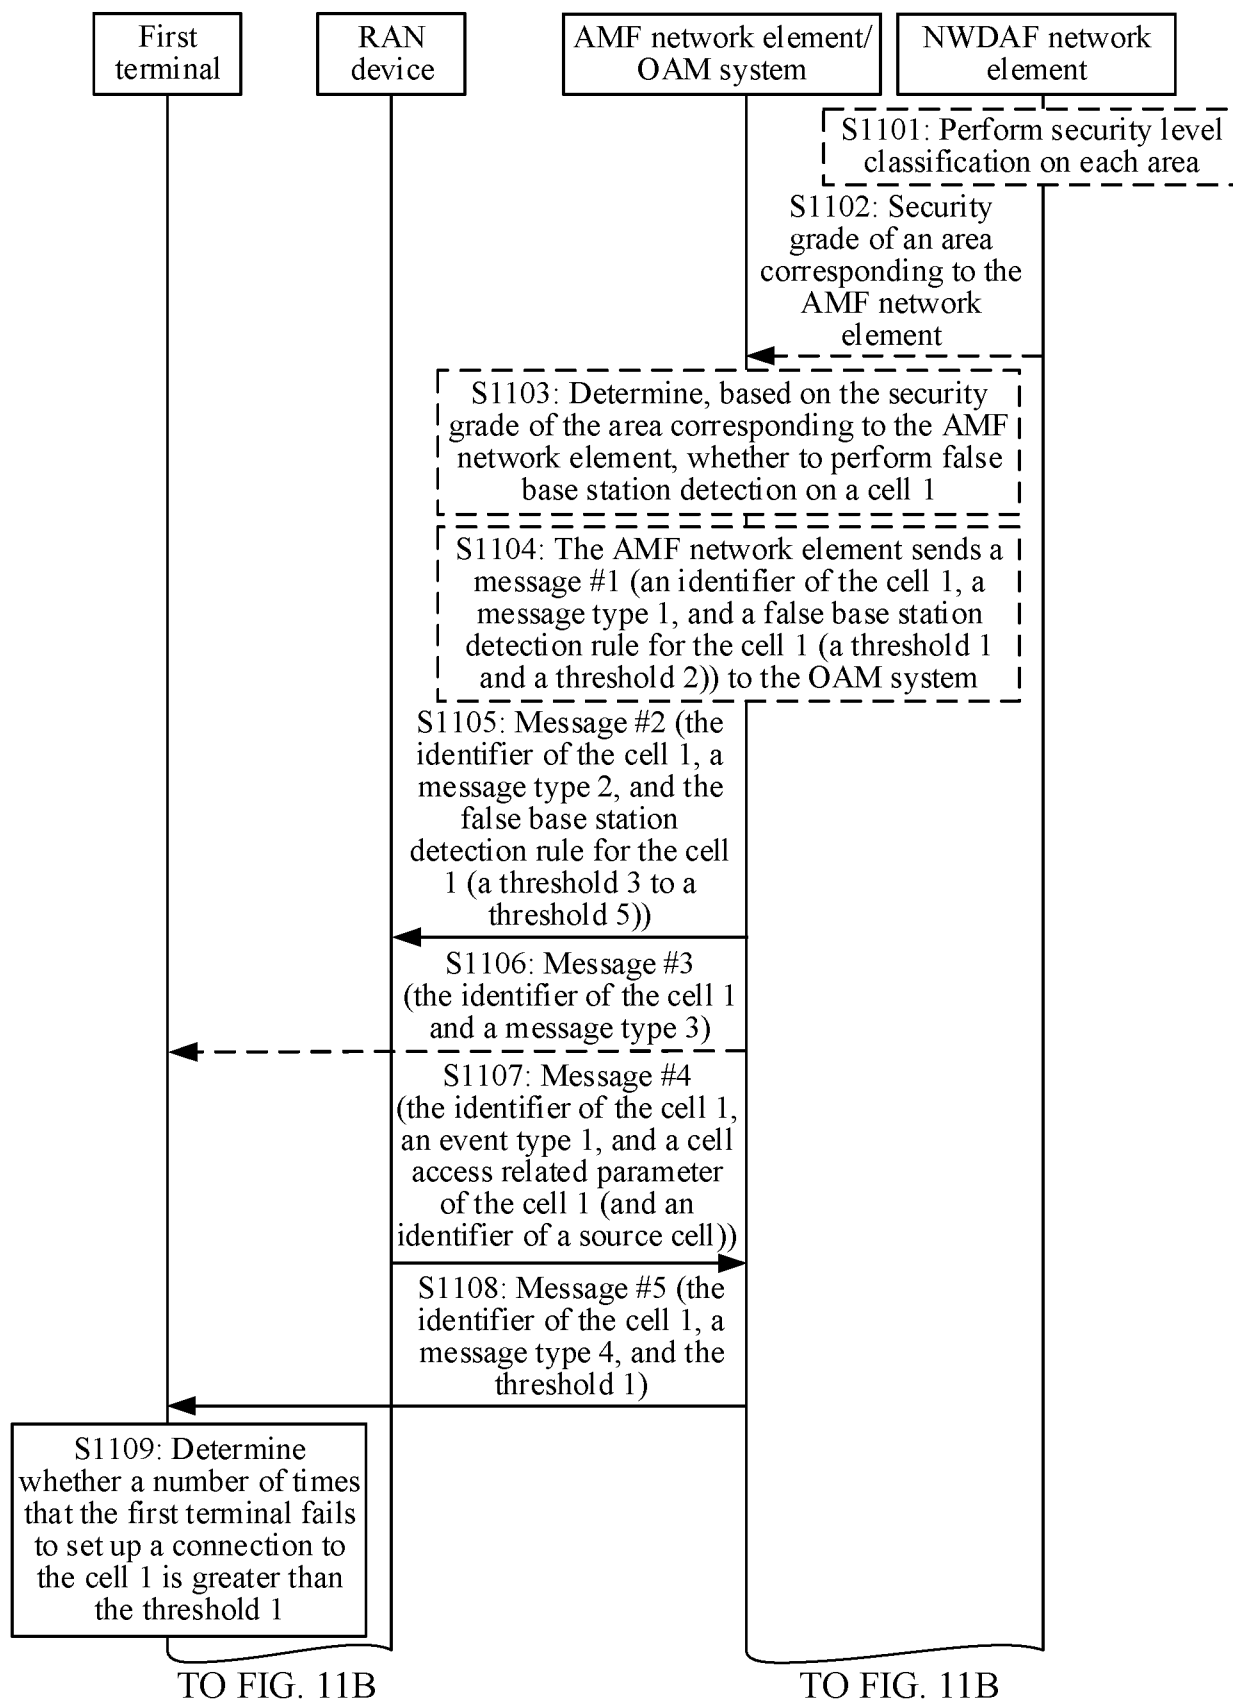 First
terminal
RAN
device
AMF network element/
OAM system
NWDAF network
element
S1101: Perform security level
classification on each area
S1102: Security
grade of an area
corresponding to the
AMF network
element
S1103: Determine, based on the security
grade of the area corresponding to the AMF
network element, whether to perform false
base station detection on a cell 1
S1104: The AMF network element sends a
message #1 (an identifier of the cell 1, a
message type 1, and a false base station
detection rule for the cell 1 (a threshold 1
and a threshold 2)) to the OAM system
S1105: Message #2 (the
identifier of the cell 1, a
message type 2, and the
false base station
detection rule for the cell
1 (a threshold 3 to a
threshold 5))
S1106: Message #3
(the identifier of the cell 1
and a message type 3)
S1107: Message #4
(the identifier of the cell 1,
an event type 1, and a cell
access related parameter
of the cell 1 (and an
identifier of a source cell))
S1108: Message #5 (the
identifier of the cell 1, a
message type 4, and the
threshold 1)
S1109: Determine
whether a number of times
that the first terminal fails
to set up a connection to
the cell 1 is greater than
the threshold 1
TO FIG. 11B
TO FIG. 11B